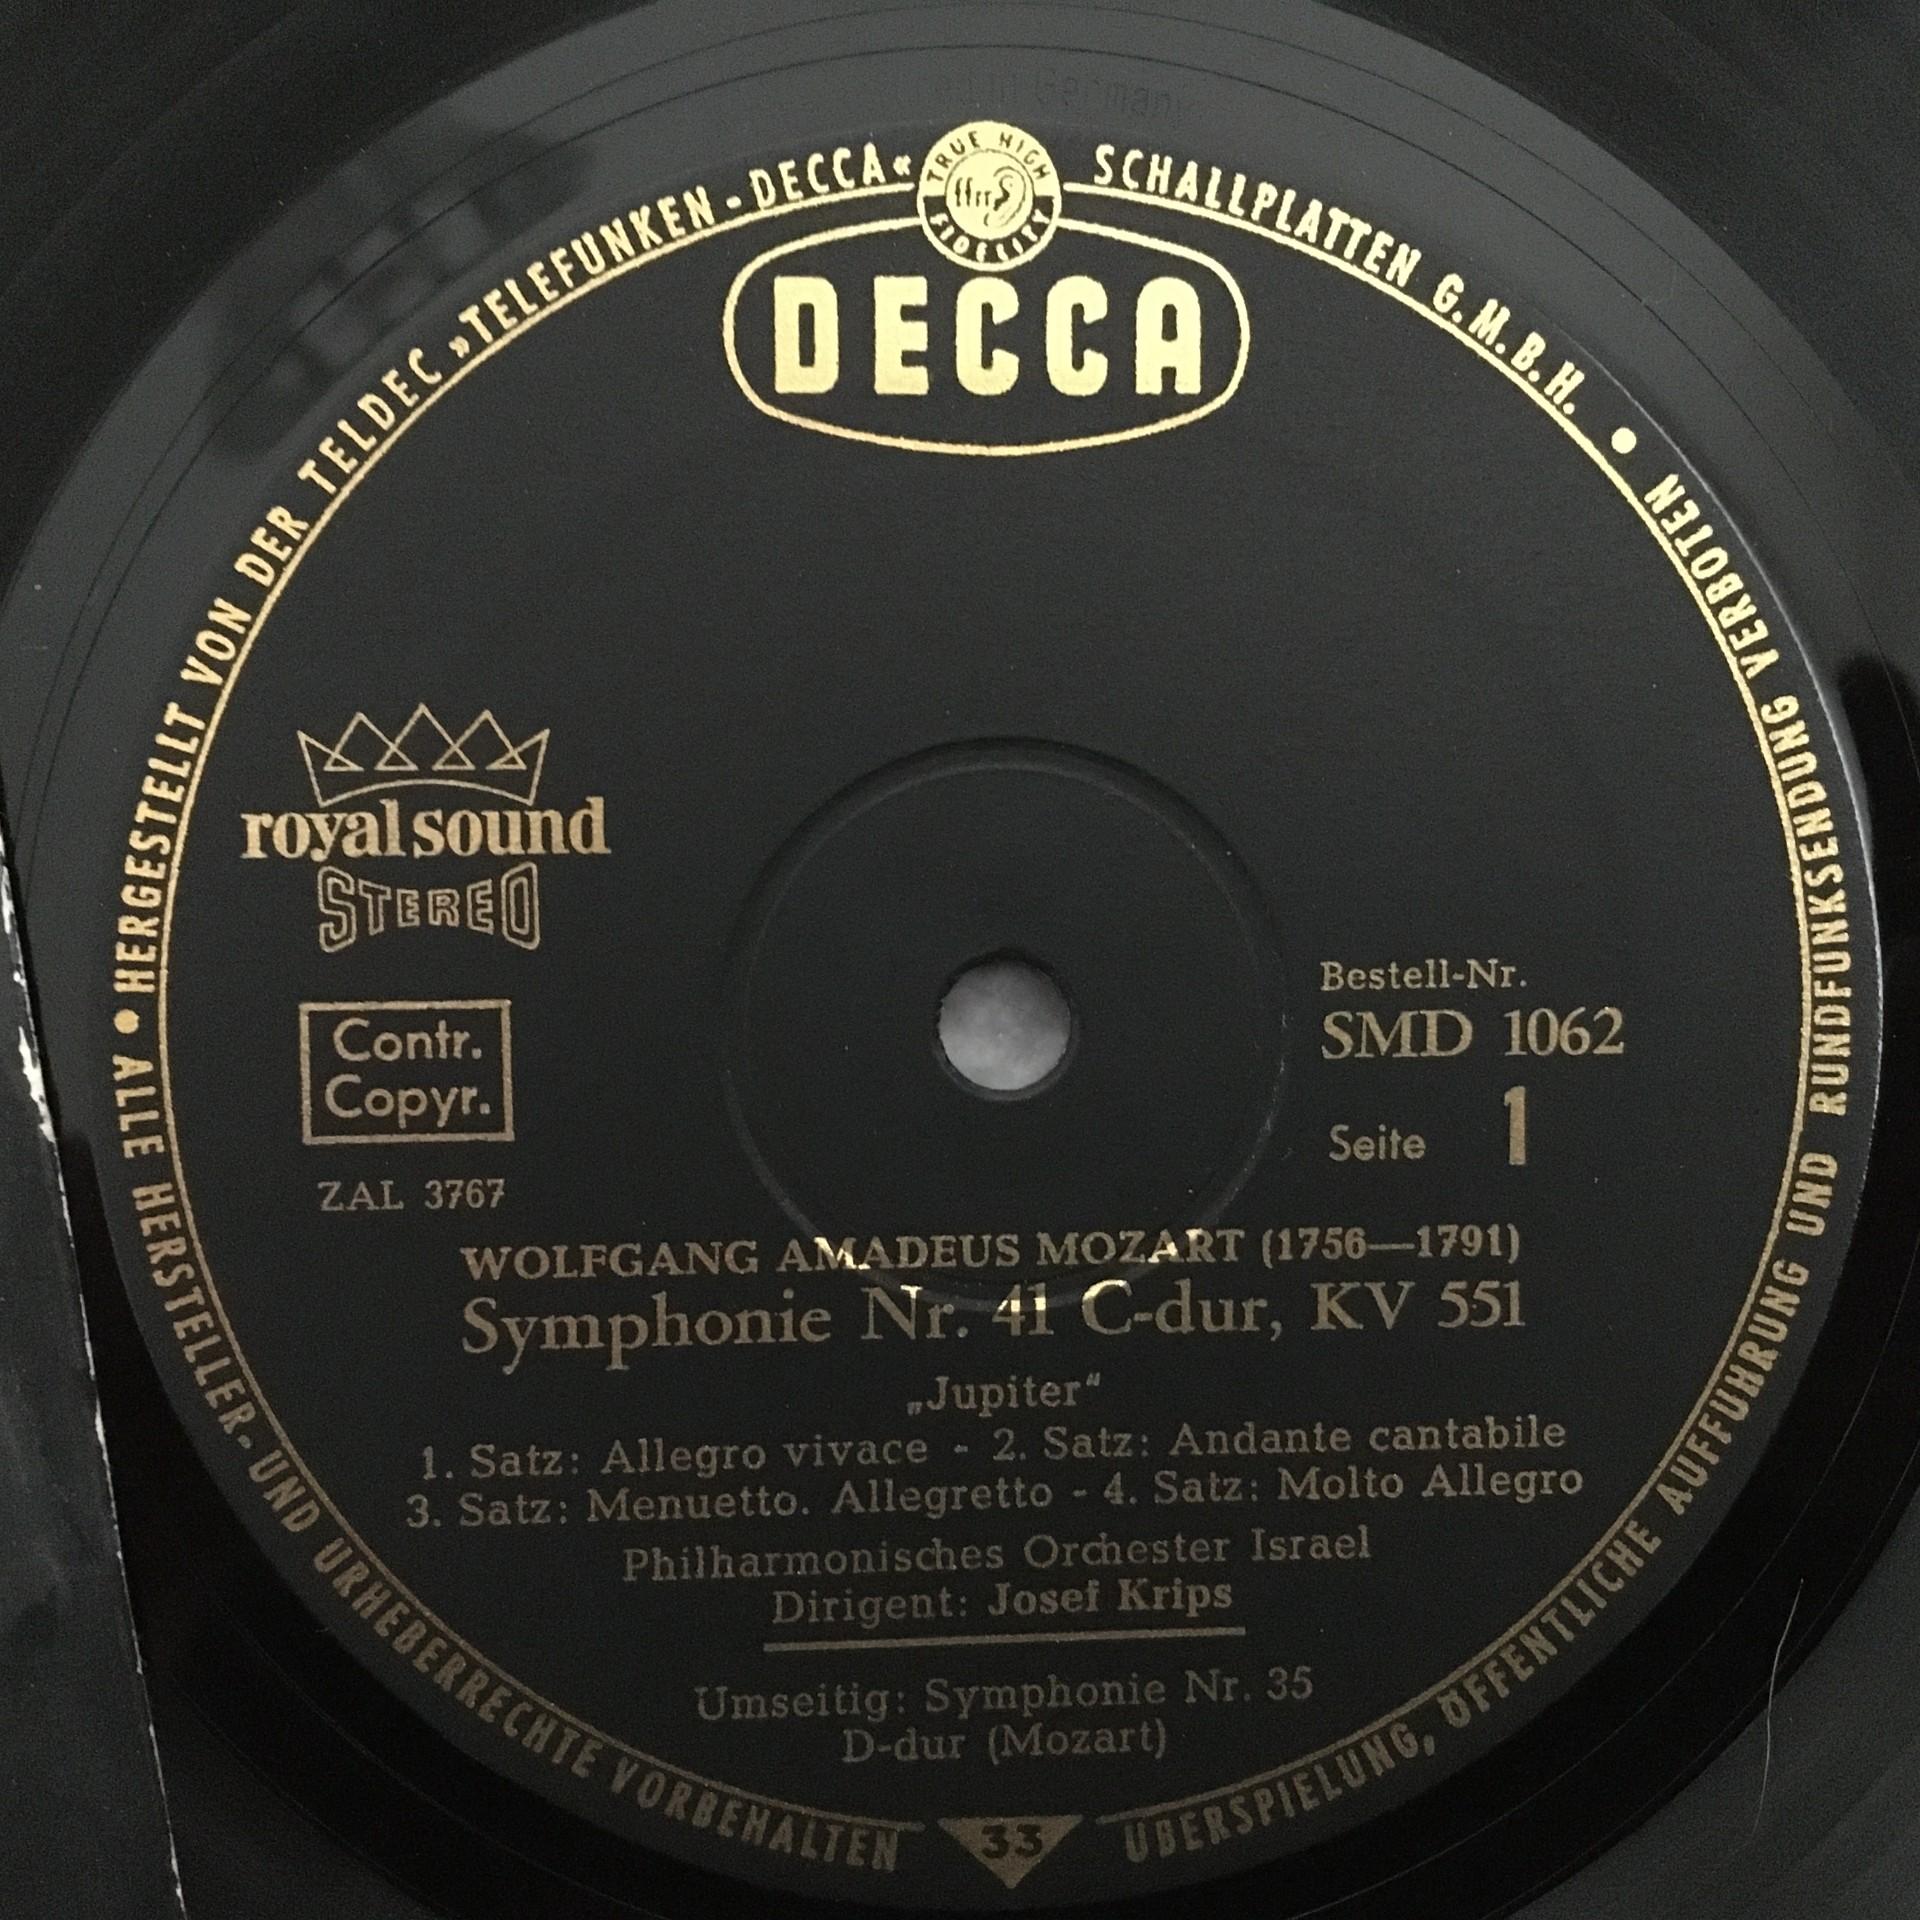 in Germany
HERGESTELLT VON DER TELDEC »TELEFUNKEN-DECCA« SCHALLPLATTEN G.M.B.H. •
TRUE HIGH
ffrr
FIDELITY
DECCA
royal sound
STEREO
Contr.
Copyr.
ZAL 3767
Bestell-Nr.
SMD 1062
Seite 1
WOLFGANG AMADEUS MOZART (1756—1791)
Symphonie Nr. 41 C-dur, KV 551
„Jupiter“
1. Satz: Allegro vivace - 2. Satz: Andante cantabile
3. Satz: Menuetto. Allegretto - 4. Satz: Molto Allegro
Philharmonisches Orchester Israel
Dirigent: Josef Krips
Umseitig: Symphonie Nr. 35
D-dur (Mozart)
• ALLE HERSTELLER- UND URHEBERRECHTE VORBEHALTEN
33
ÜBERSPIELUNG, ÖFFENTLICHE AUFFÜHRUNG UND RUNDFUNKSENDUNG VERBOTEN